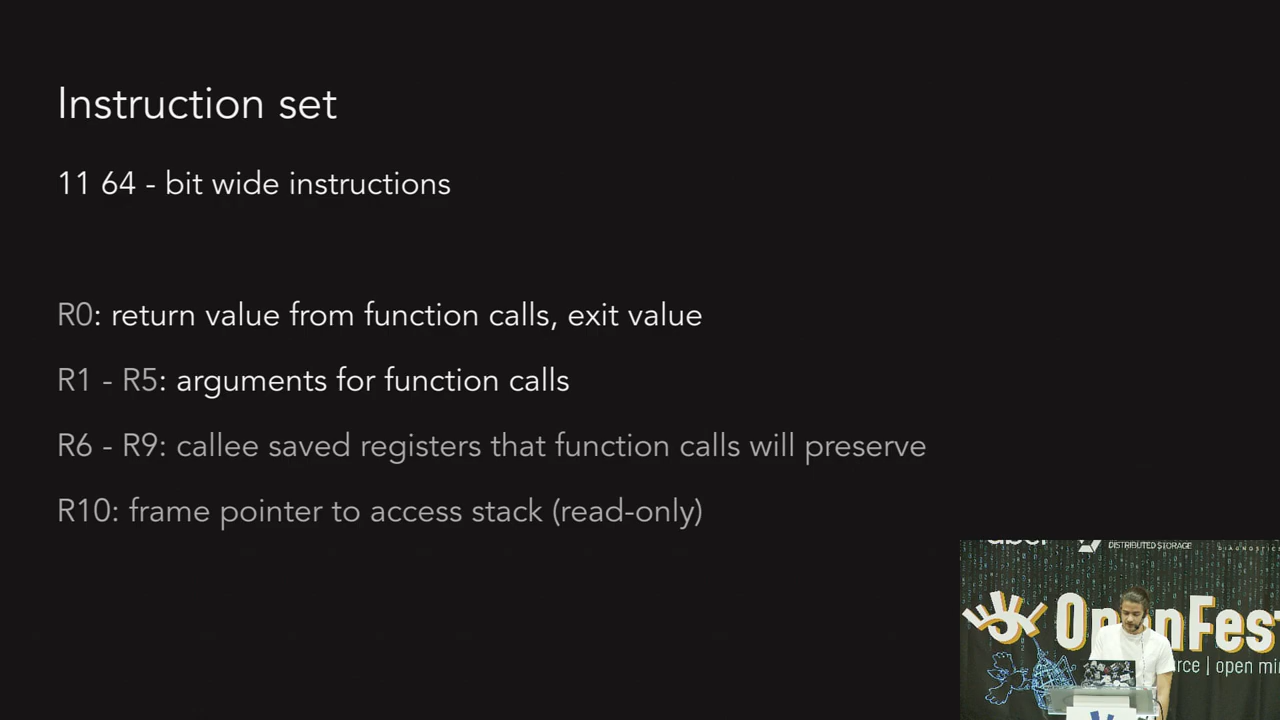 Instruction set
11 64 - bit wide instructions
R0: return value from function calls, exit value
R1 - R5: arguments for function calls
R6 - R9: callee saved registers that function calls will preserve
R10: frame pointer to access stack (read-only)
DISTRIBUTED STORAGE
DIAGNOSTICS
OpenFest
rce | open mi